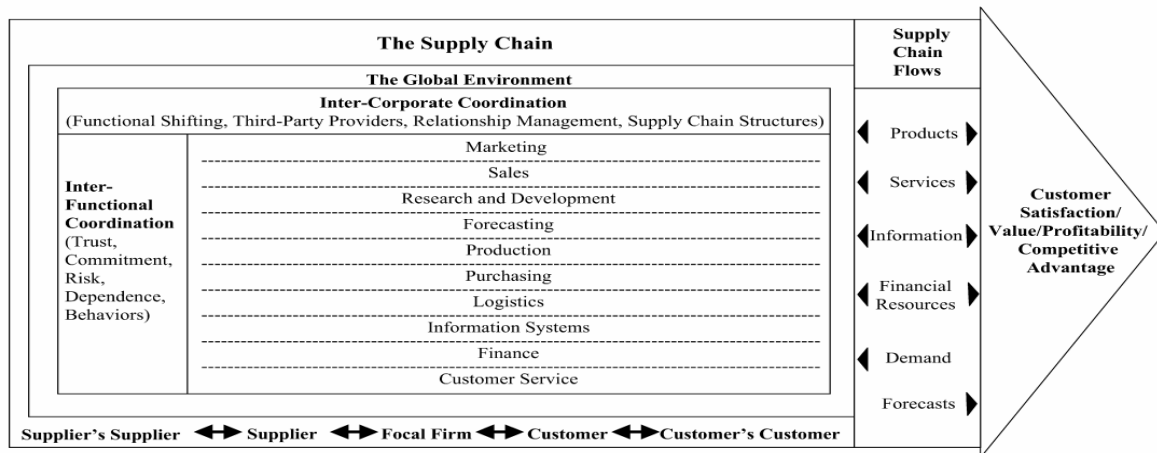 The Supply Chain
The Global Environment
Inter-Corporate Coordination
(Functional Shifting, Third-Party Providers, Relationship Management, Supply Chain Structures)
Inter-
Functional
Coordination
(Trust,
Commitment,
Risk,
Dependence,
Behaviors)
Marketing
Sales
Research and Development
Forecasting
Production
Purchasing
Logistics
Information Systems
Finance
Customer Service
Supplier's Supplier
Supplier
Focal Firm
Customer
Customer's Customer
Supply
Chain
Flows
Products
Services
Information
Financial
Resources
Demand
Forecasts
Customer
Satisfaction/
Value/Profitability/
Competitive
Advantage